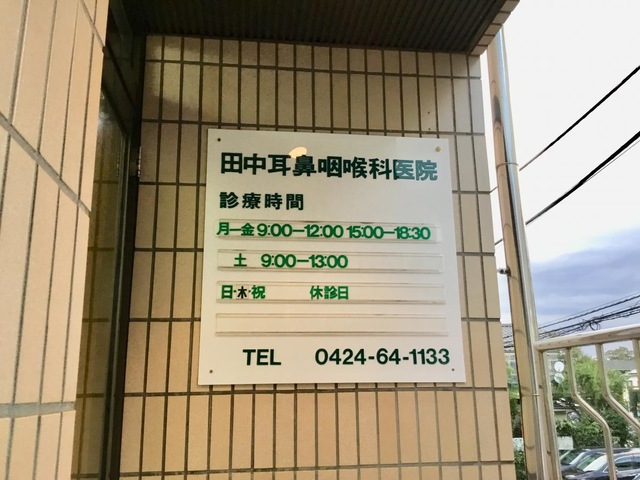 田中耳鼻咽喉科医院
診療時間
月―金 9:00―12:00 15:00―18:30
土 9:00―13:00
日・木・祝 休診日
TEL 0424-64-1133